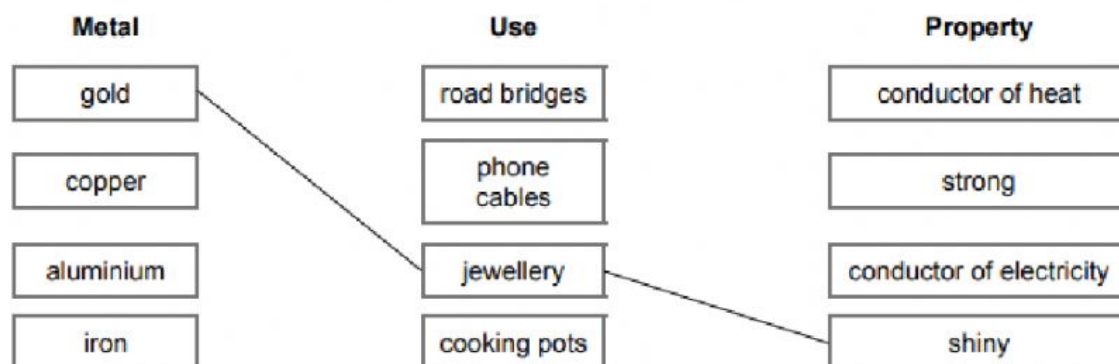 Metal Use Property
gold road bridges conductor of heat
copper phone cables strong
aluminium jewellery conductor of electricity
iron cooking pots shiny